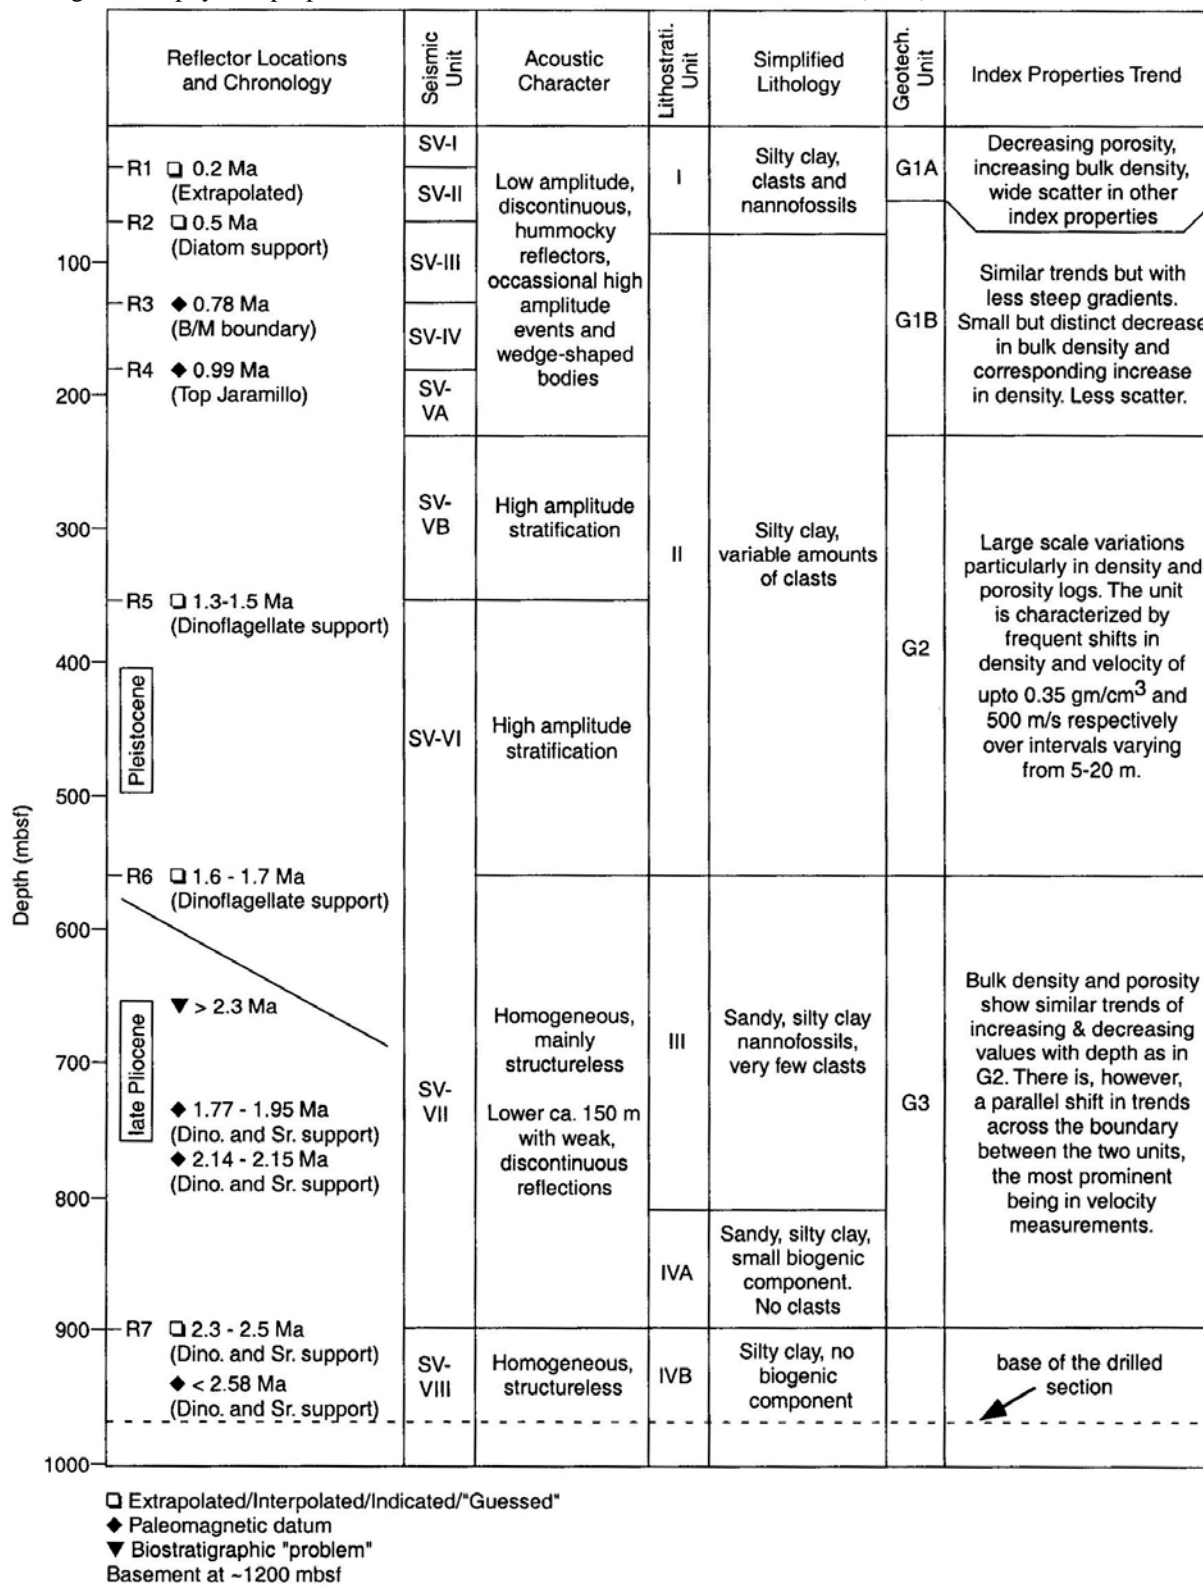 Reflector Locations
and Chronology
Seismic
Unit
Acoustic
Character
Lithostrati.
Unit
Simplified
Lithology
Geotech.
Unit
Index Properties Trend
Depth (mbsf)
100
200
300
400
500
600
700
800
900
1000
R1 0.2 Ma
(Extrapolated)
R2 0.5 Ma
(Diatom support)
R3 ◆ 0.78 Ma
(B/M boundary)
R4 ◆ 0.99 Ma
(Top Jaramillo)
R5 1.3-1.5 Ma
(Dinoflagellate support)
Pleistocene
R6 1.6 - 1.7 Ma
(Dinoflagellate support)
late Pliocene
▼ > 2.3 Ma
◆ 1.77 - 1.95 Ma
(Dino. and Sr. support)
◆ 2.14 - 2.15 Ma
(Dino. and Sr. support)
R7 2.3 - 2.5 Ma
(Dino. and Sr. support)
◆ < 2.58 Ma
(Dino. and Sr. support)
SV-I
SV-II
SV-III
SV-IV
SV-
VA
SV-
VB
SV-VI
SV-
VII
SV-
VIII
Low amplitude,
discontinuous,
hummocky
reflectors,
occassional high
amplitude
events and
wedge-shaped
bodies
High amplitude
stratification
High amplitude
stratification
Homogeneous,
mainly
structureless
Lower ca. 150 m
with weak,
discontinuous
reflections
Homogeneous,
structureless
I
II
III
IVA
IVB
Silty clay,
clasts and
nannofossils
Silty clay,
variable amounts
of clasts
Sandy, silty clay
nannofossils,
very few clasts
Sandy, silty clay,
small biogenic
component.
No clasts
Silty clay, no
biogenic
component
G1A
G1B
G2
G3
Decreasing porosity,
increasing bulk density,
wide scatter in other
index properties
Similar trends but with
less steep gradients.
Small but distinct decrease
in bulk density and
corresponding increase
in density. Less scatter.
Large scale variations
particularly in density and
porosity logs. The unit
is characterized by
frequent shifts in
density and velocity of
upto 0.35 gm/cm³ and
500 m/s respectively
over intervals varying
from 5-20 m.
Bulk density and porosity
show similar trends of
increasing & decreasing
values with depth as in
G2. There is, however,
a parallel shift in trends
across the boundary
between the two units,
the most prominent
being in velocity
measurements.
base of the drilled
section
❑ Extrapolated/Interpolated/Indicated/"Guessed"
◆ Paleomagnetic datum
▼ Biostratigraphic "problem"
Basement at ~1200 mbsf